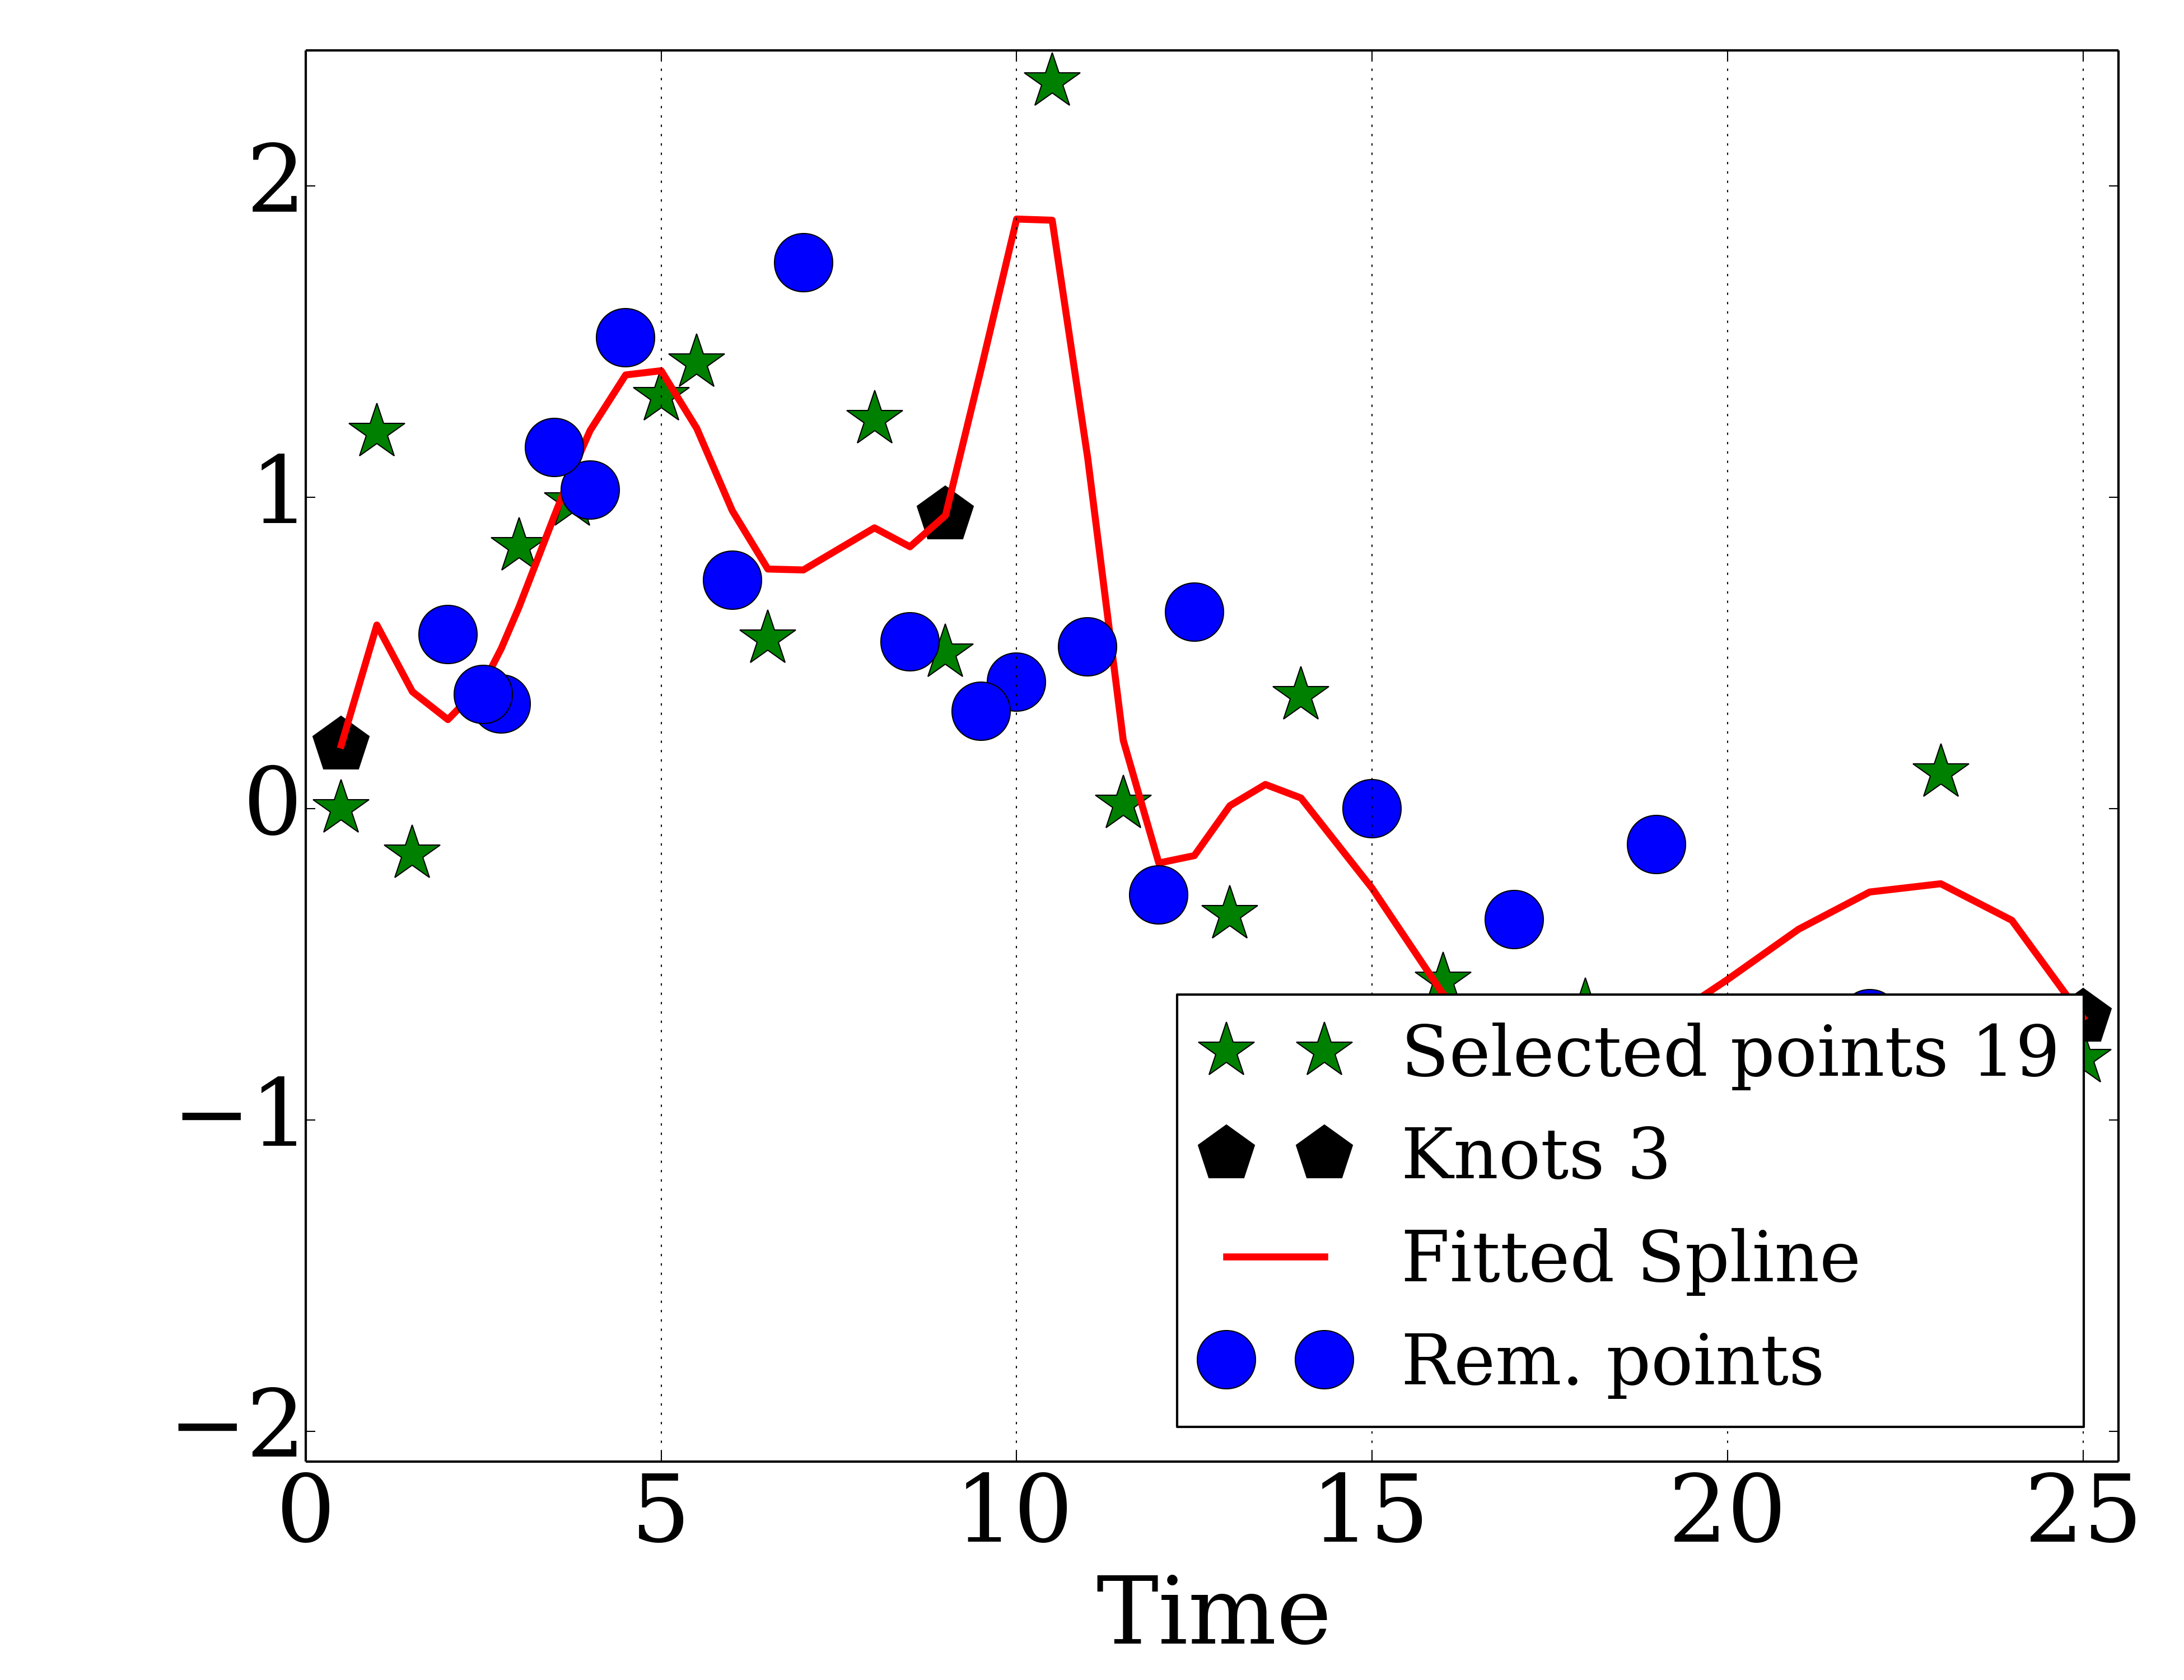 2
1
0
−1
−2
0 5 10 15 20 25
Time
Selected points 19
Knots 3
Fitted Spline
Rem. points